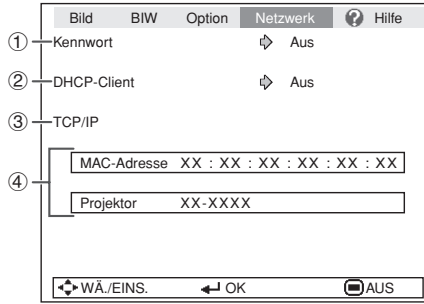 Bild BIW Option Netzwerk ? Hilfe
① Kennwort Aus
② DHCP-Client Aus
③ TCP/IP
④
MAC-Adresse XX : XX : XX : XX : XX : XX
Projektor XX-XXXX
WÄ./EINS. OK AUS